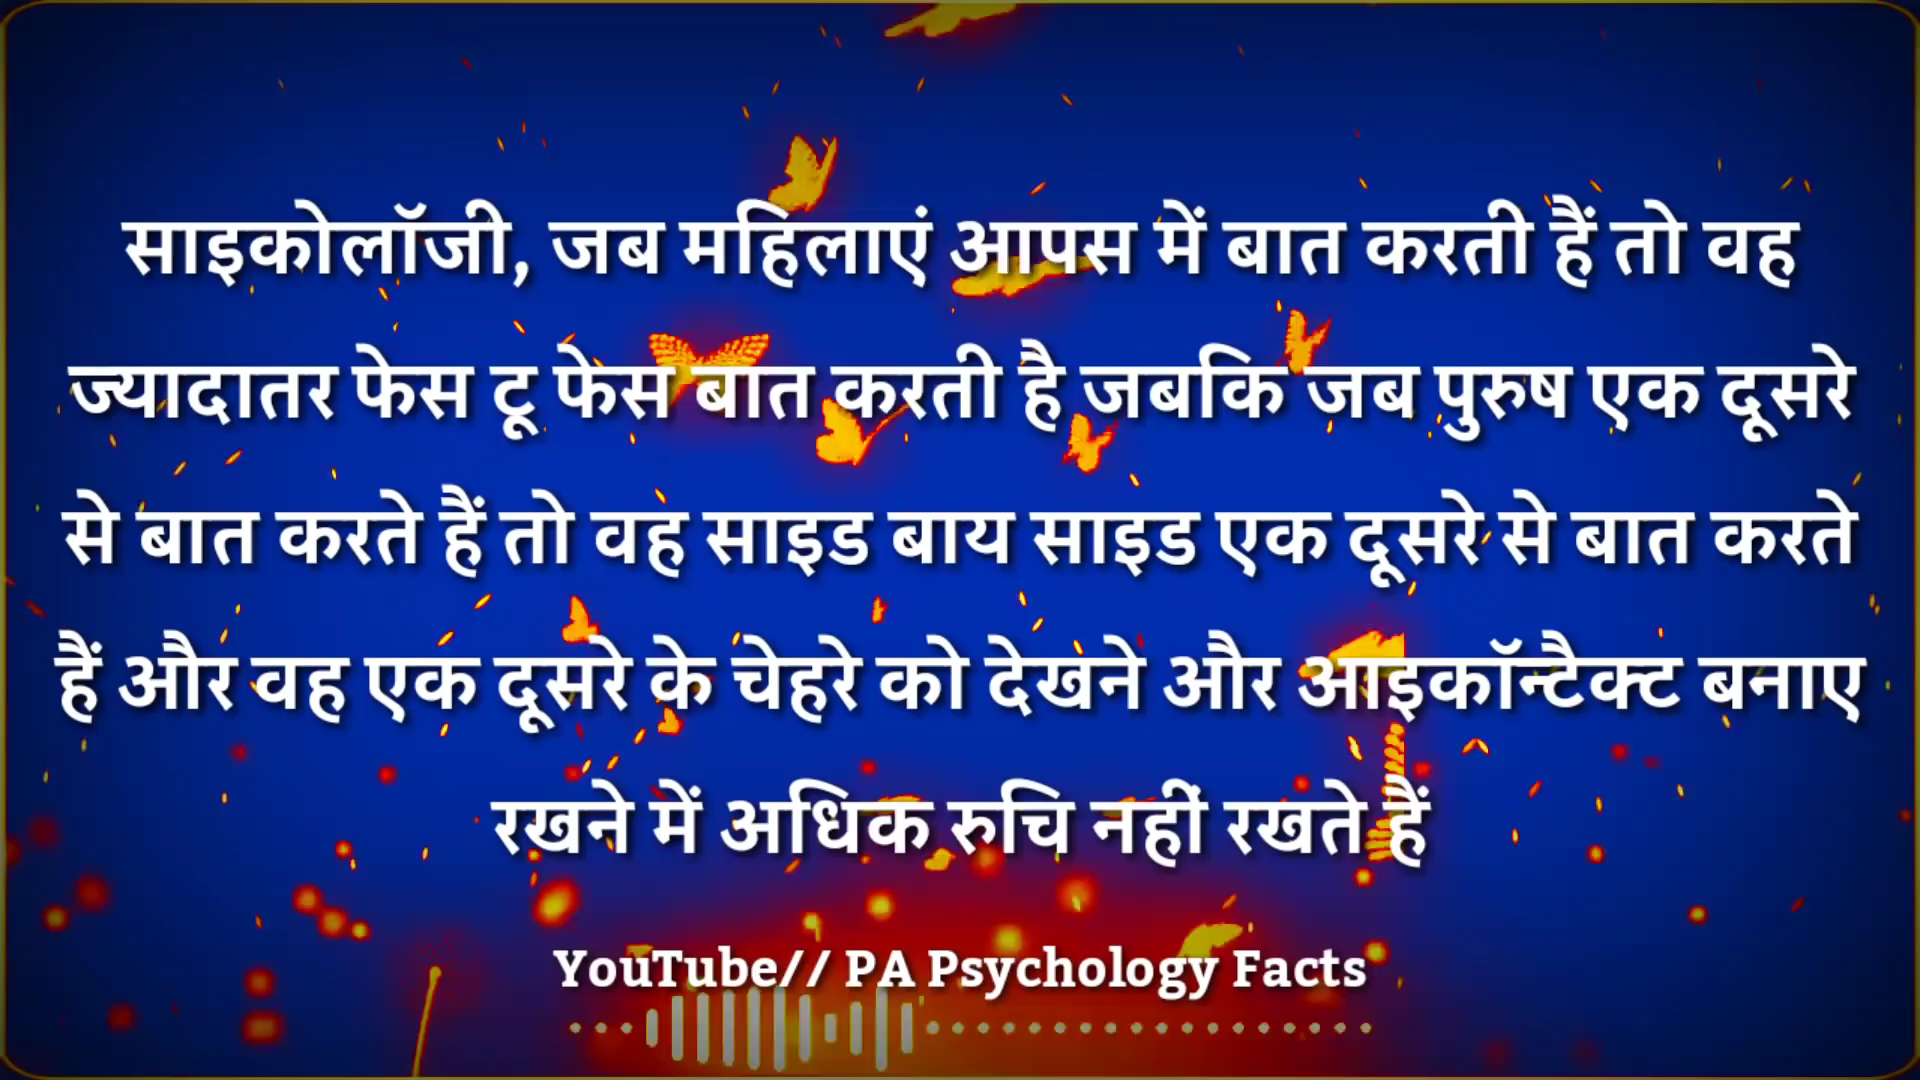 साइकोलॉजी, जब महिलाएं आपस में बात करती हैं तो वह
ज्यादातर फेस टू फेस बात करती है जबकि जब पुरुष एक दूसरे
से बात करते हैं तो वह साइड बाय साइड एक दूसरे से बात करते
हैं और वह एक दूसरे के चेहरे को देखने और आइकॉन्टैक्ट बनाए
रखने में अधिक रुचि नहीं रखते हैं
YouTube// PA Psychology Facts